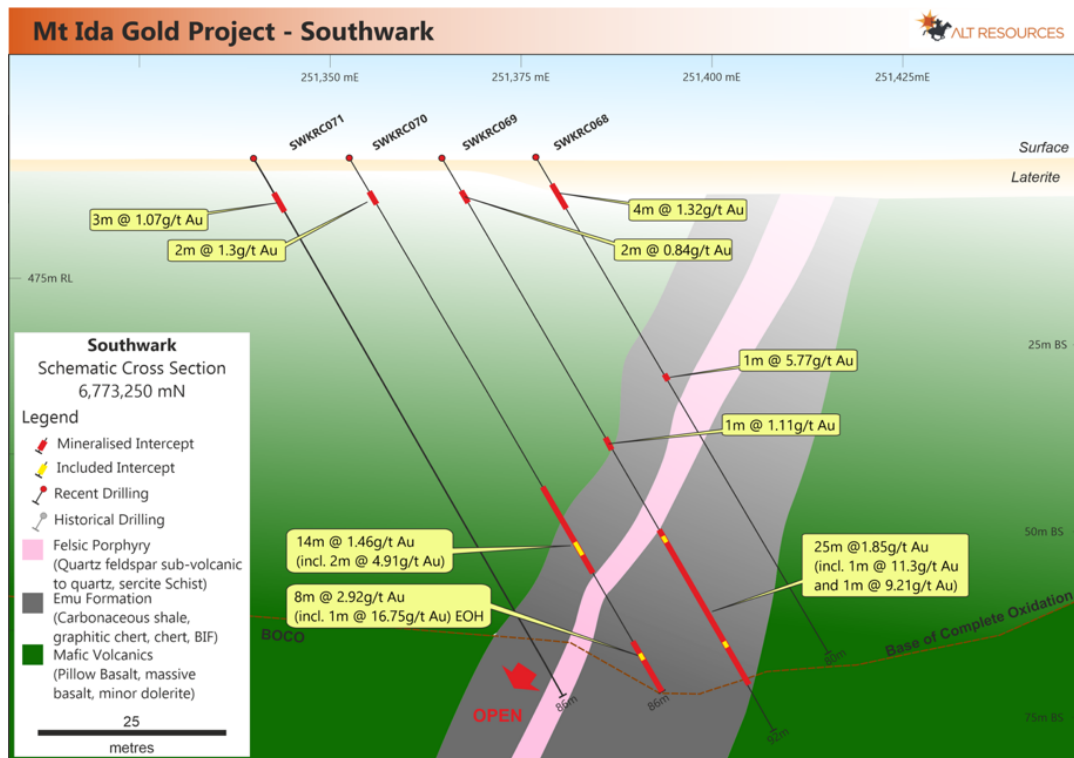 Mt Ida Gold Project - Southwark
ALT RESOURCES
251,350 mE
251,375 mE
251,400 mE
251,425 mE
SWKRC071
SWKRC070
SWKRC069
SWKRC068
Surface
Laterite
3m @ 1.07g/t Au
2m @ 1.3g/t Au
4m @ 1.32g/t Au
2m @ 0.84g/t Au
475m RL
25m BS
1m @ 5.77g/t Au
1m @ 1.11g/t Au
50m BS
14m @ 1.46g/t Au
(incl. 2m @ 4.91g/t Au)
8m @ 2.92g/t Au
(incl. 1m @ 16.75g/t Au) EOH
25m @1.85g/t Au
(incl. 1m @ 11.3g/t Au
and 1m @ 9.21g/t Au)
BOCO
Base of Complete Oxidation
80m
86m
86m
92m
OPEN
75m BS
Southwark
Schematic Cross Section
6,773,250 mN
Legend
Mineralised Intercept
Included Intercept
Recent Drilling
Historical Drilling
Felsic Porphyry
(Quartz feldspar sub-volcanic
to quartz, sercite Schist)
Emu Formation
(Carbonaceous shale,
graphitic chert, chert, BIF)
Mafic Volcanics
(Pillow Basalt, massive
basalt, minor dolerite)
25
metres